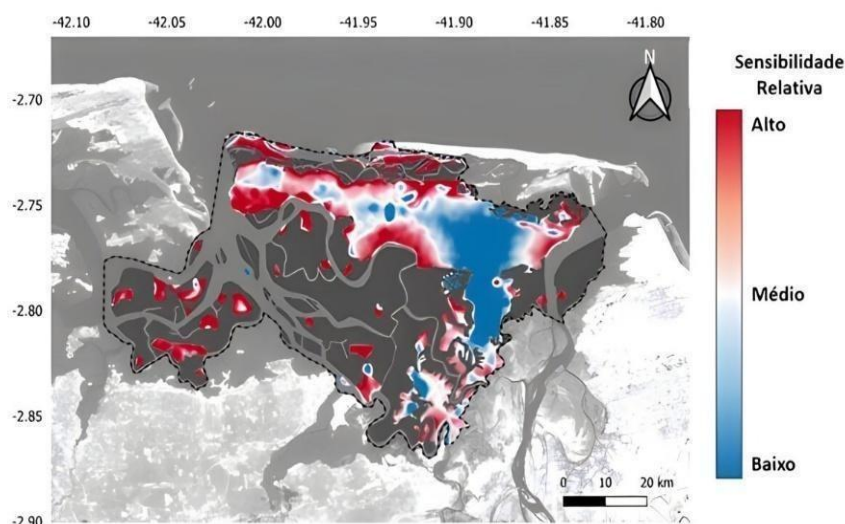 -42.10 -42.05 -42.00 -41.95 -41.90 -41.85 -41.80
N
Sensibilidade
Relativa
-2.70
Alto
-2.75
Médio
-2.80
-2.85
Baixo
0 10 20 km
-2.90